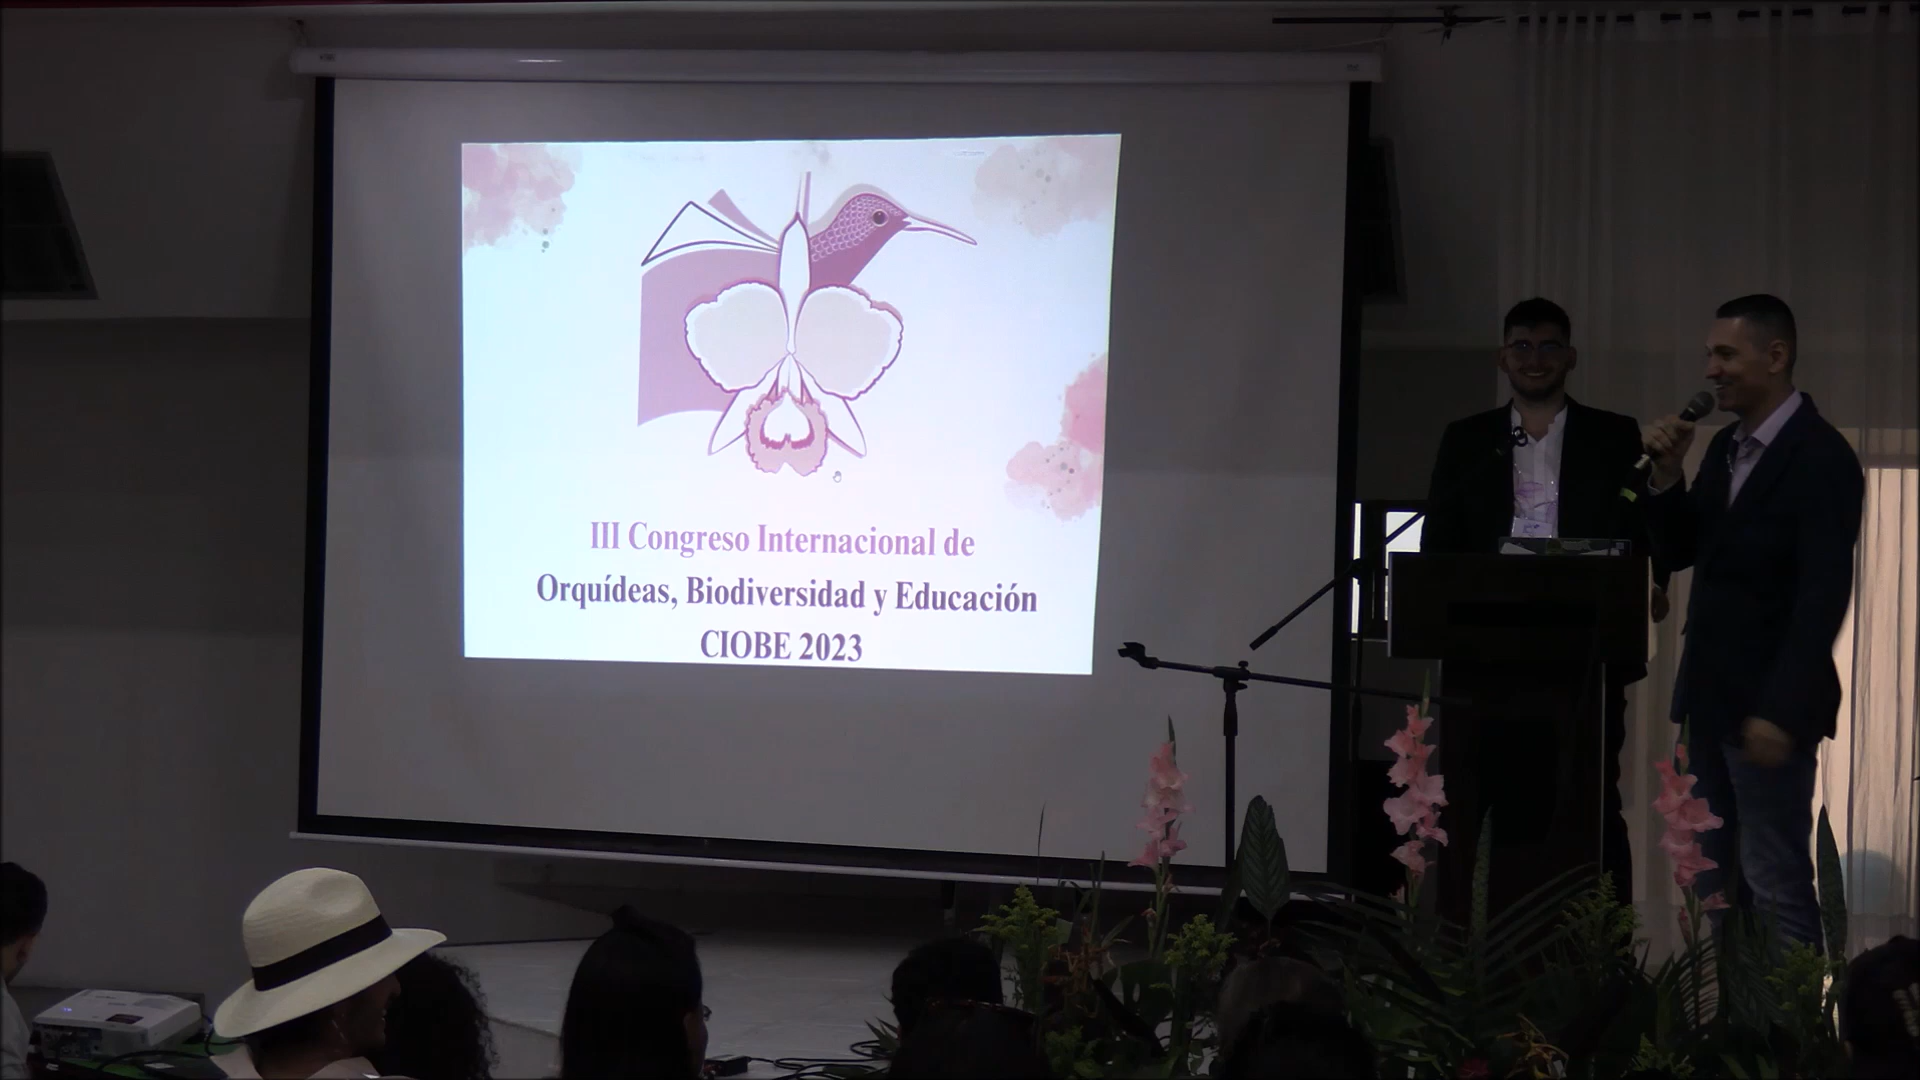 III Congreso Internacional de
Orquídeas, Biodiversidad y Educación
CIOBE 2023